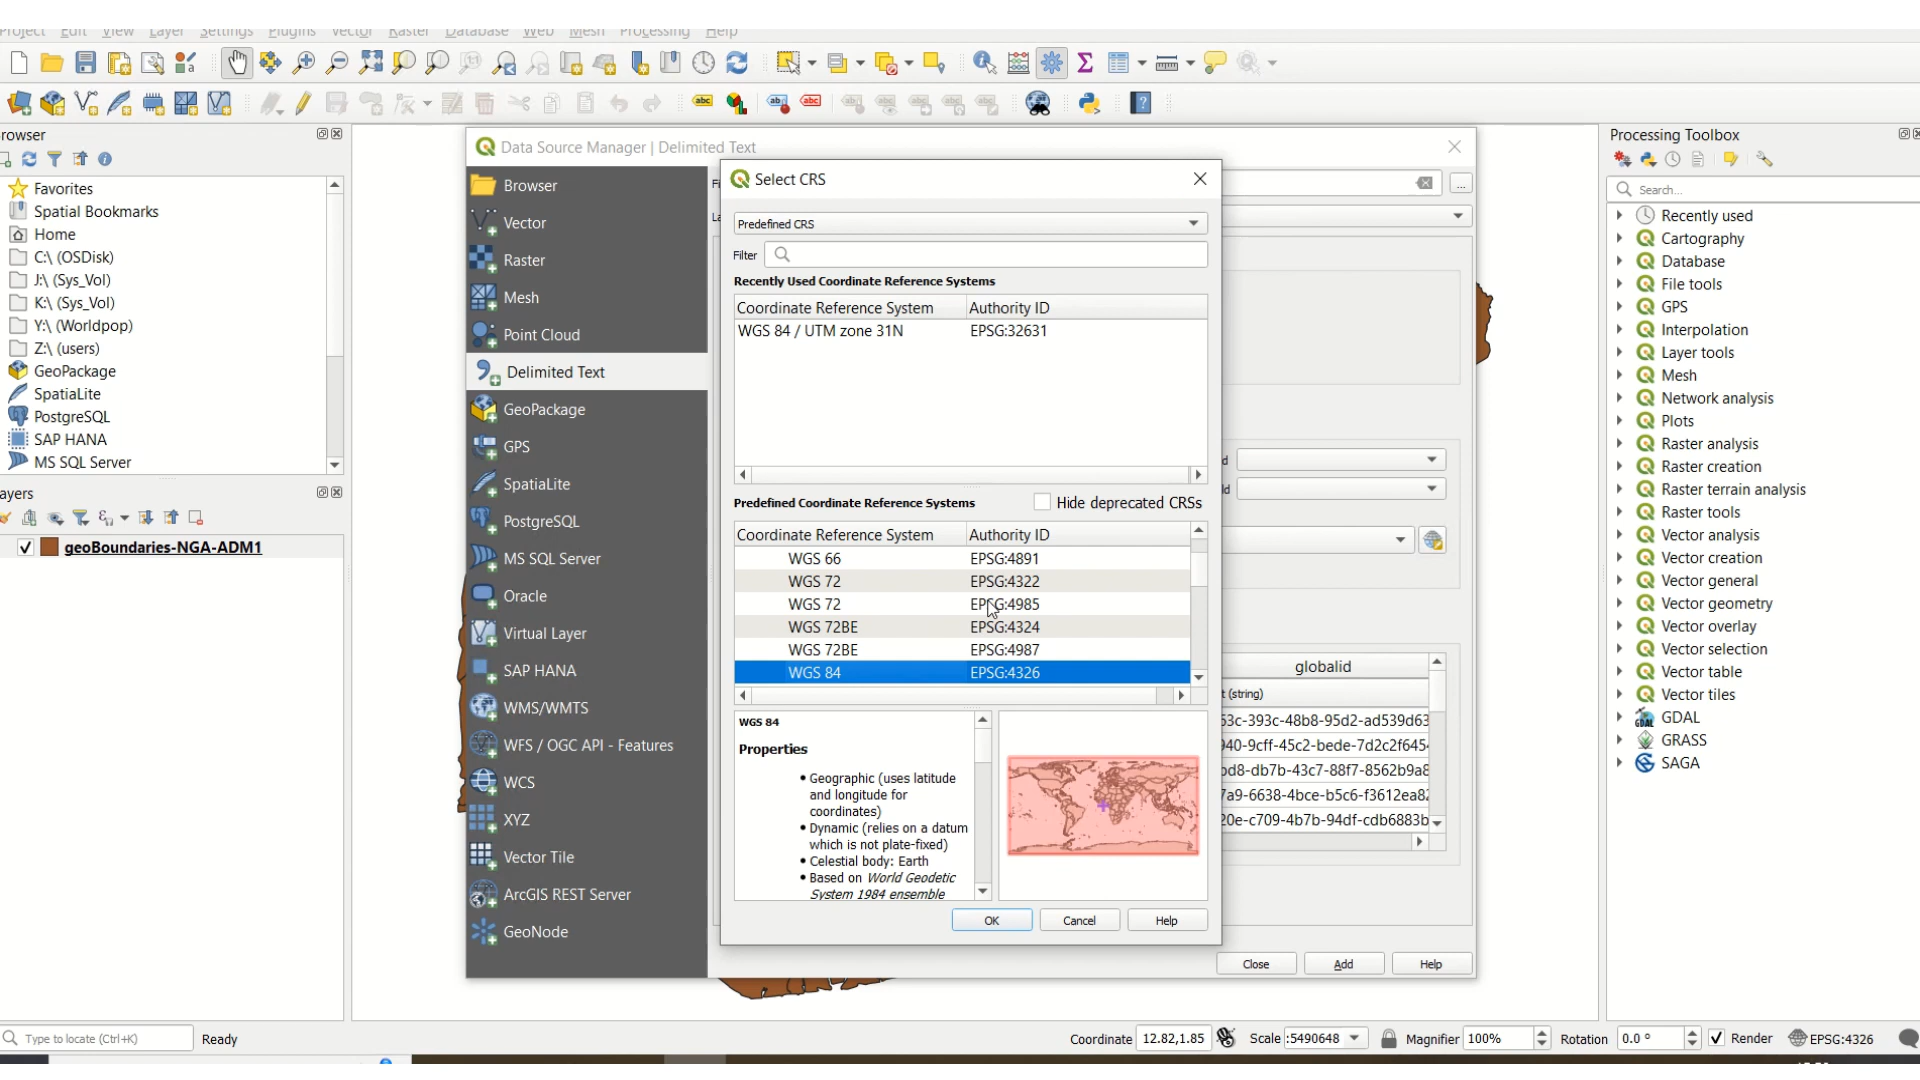 Project Edit View Layer Settings Plugins Vector Raster Database Web Mesh Processing Help
rowser
Favorites
Spatial Bookmarks
Home
C:\ (OSDisk)
J:\ (Sys_Vol)
K:\ (Sys_Vol)
Y:\ (Worldpop)
Z:\ (users)
GeoPackage
SpatiaLite
PostgreSQL
SAP HANA
MS SQL Server
ayers
geoBoundaries-NGA-ADM1
Data Source Manager | Delimited Text
Browser
Vector
Raster
Mesh
Point Cloud
Delimited Text
GeoPackage
GPS
SpatiaLite
PostgreSQL
MS SQL Server
Oracle
Virtual Layer
SAP HANA
WMS/WMTS
WFS / OGC API - Features
WCS
XYZ
Vector Tile
ArcGIS REST Server
GeoNode
Select CRS
Predefined CRS
Filter
Recently Used Coordinate Reference Systems
Coordinate Reference System Authority ID
WGS 84 / UTM zone 31N EPSG:32631
Predefined Coordinate Reference Systems Hide deprecated CRSs
Coordinate Reference System Authority ID
WGS 66 EPSG:4891
WGS 72 EPSG:4322
WGS 72 EPSG:4985
WGS 72BE EPSG:4324
WGS 72BE EPSG:4987
WGS 84 EPSG:4326
WGS 84
Properties
• Geographic (uses latitude
and longitude for
coordinates)
• Dynamic (relies on a datum
which is not plate-fixed)
• Celestial body: Earth
• Based on World Geodetic
System 1984 ensemble
OK Cancel Help
...
globalid
t (string)
53c-393c-48b8-95d2-ad539d63
940-9cff-45c2-bede-7d2c2f645
bd8-db7b-43c7-88f7-8562b9a8
7a9-6638-4bce-b5c6-f3612ea8
20e-c709-4b7b-94df-cdb6883b
Close Add Help
Processing Toolbox
Search...
Recently used
Cartography
Database
File tools
GPS
Interpolation
Layer tools
Mesh
Network analysis
Plots
Raster analysis
Raster creation
Raster terrain analysis
Raster tools
Vector analysis
Vector creation
Vector general
Vector geometry
Vector overlay
Vector selection
Vector table
Vector tiles
GDAL
GRASS
SAGA
Type to locate (Ctrl+K) Ready Coordinate 12.82,1.85 Scale :5490648 Magnifier 100% Rotation 0.0 ° Render EPSG:4326